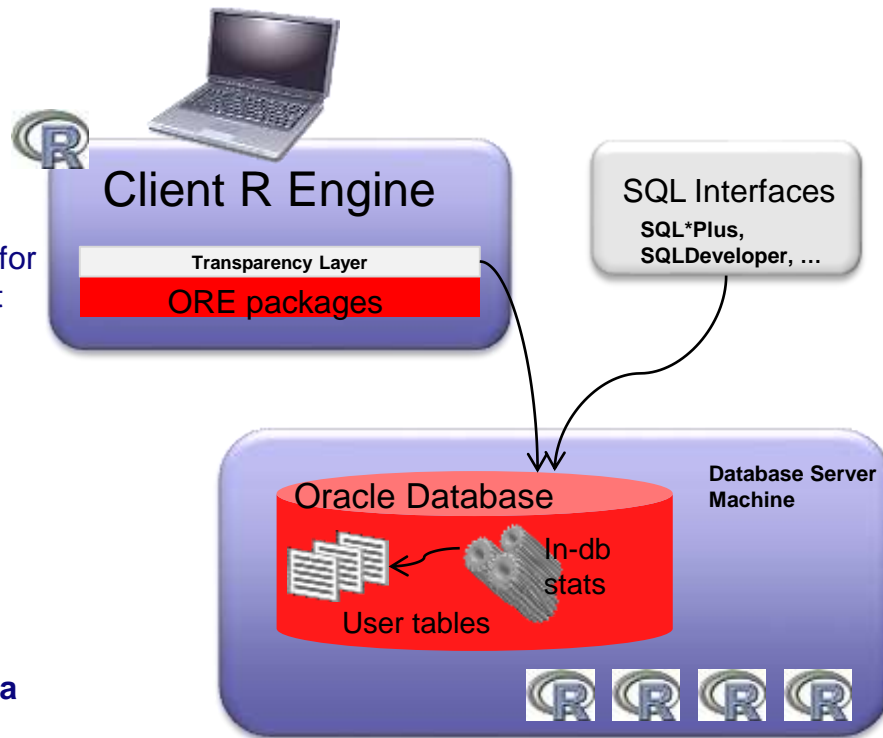 R
Client R Engine
for
Transparency Layer
ORE packages
SQL Interfaces
SQL*Plus,
SQLDeveloper, …
Database Server
Machine
Oracle Database
In-db
stats
User tables
a
R R R R